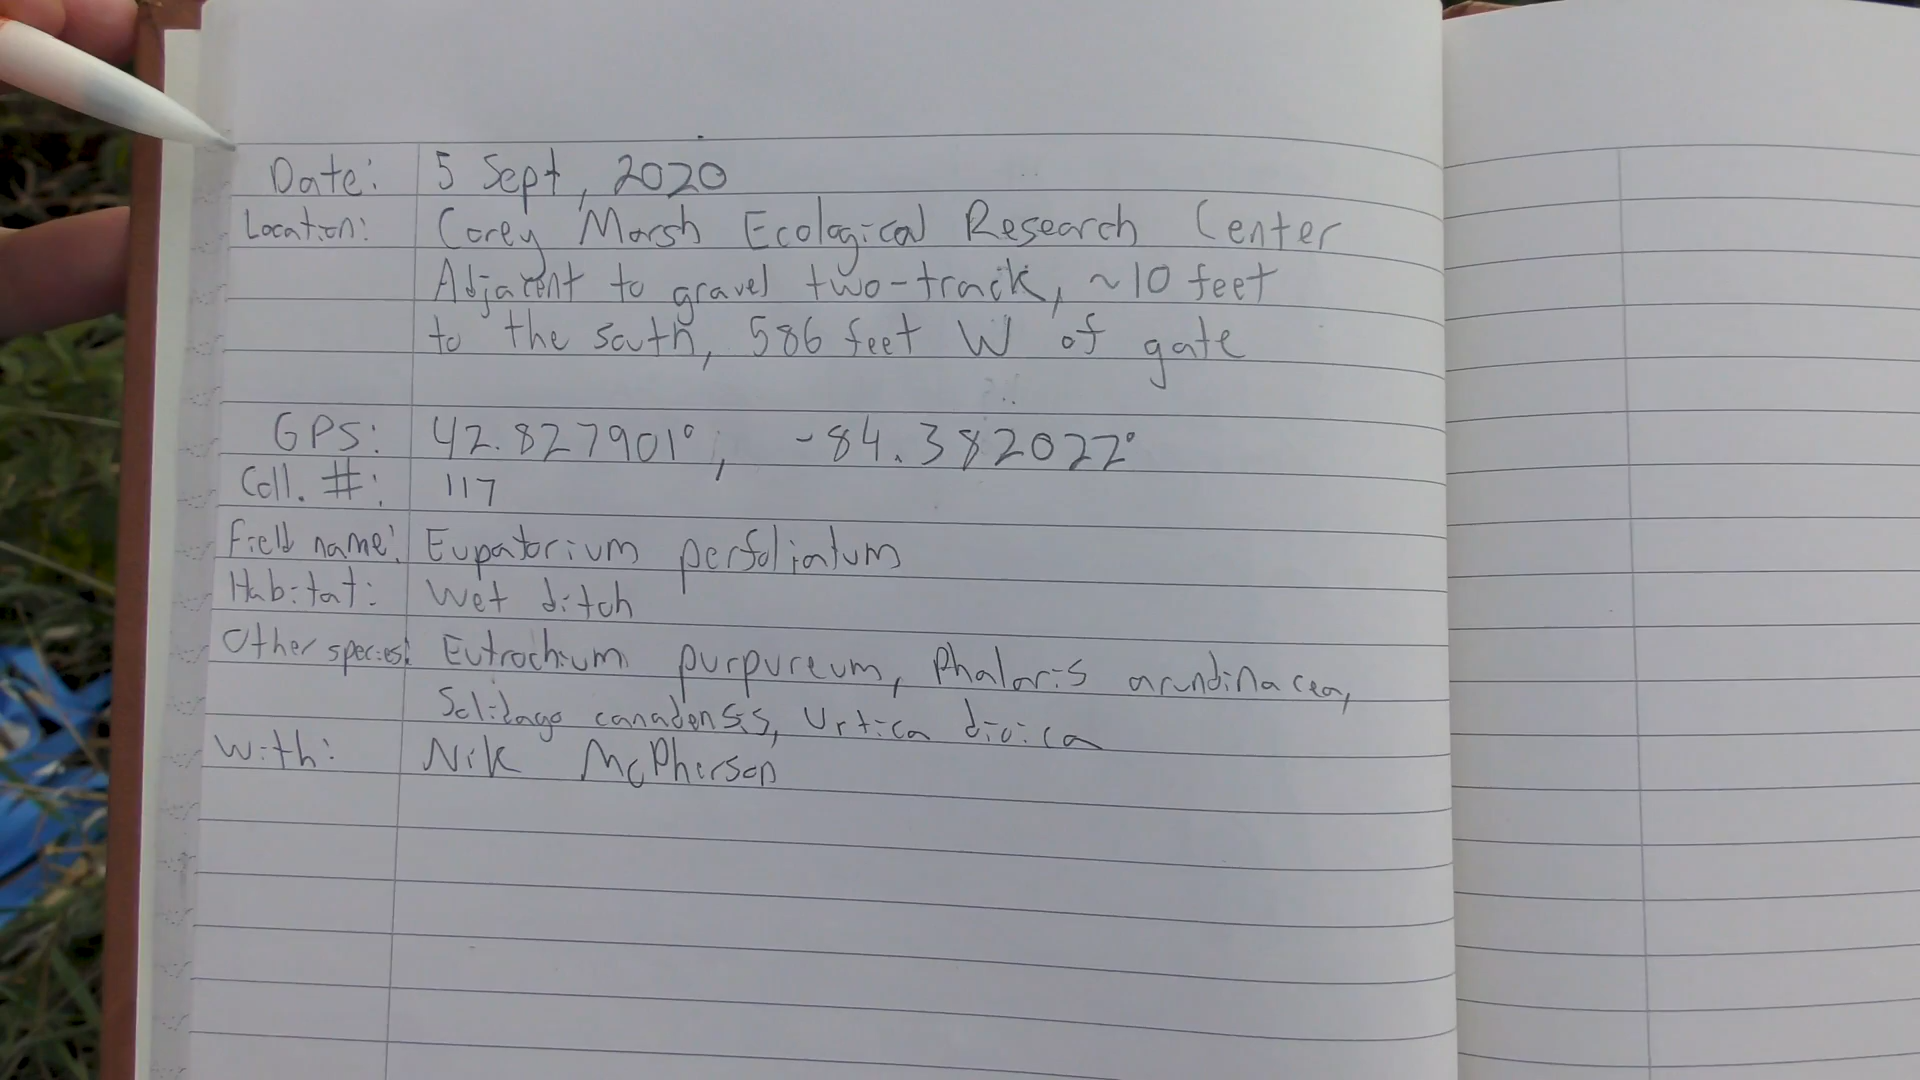 Date: 5 Sept, 2020
Location: Corey Marsh Ecological Research Center
Adjacent to gravel two-track, ~10 feet
to the south, 586 feet W of gate
GPS: 42.827901°, -84.382022°
Coll. #: 117
Field name: Eupatorium perfoliatum
Habitat: Wet ditch
Other species: Eutrochium purpureum, Phalaris arundinacea,
Solidago canadensis, Urtica dioica
With: Nik McPherson